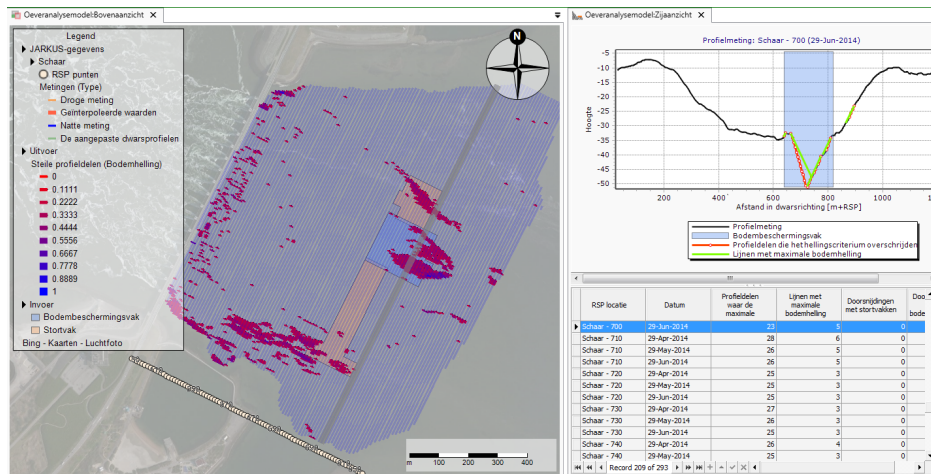 Oeveranalysemodel:Bovenaanzicht
Legend
JARKUS-gegevens
Schaar
RSP punten
Metingen (Type)
Droge meting
Geïnterpoleerde waarden
Natte meting
De aangepaste dwarsprofielen
Uitvoer
Steile profieldelen (Bodemhelling)
0
0.1111
0.2222
0.3333
0.4444
0.5556
0.6667
0.7778
0.8889
1
Invoer
Bodembeschermingsvak
Stortvak
Bing - Kaarten - Luchtfoto
N
m 100 200 300 400
Oeveranalysemodel:Zijaanzicht
Profielmeting: Schaar - 700 (29-Jun-2014)
Hoogte
-5
-10
-15
-20
-25
-30
-35
-40
-45
-50
200 400 600 800 1000
Afstand in dwarsrichting [m+RSP]
Profielmeting
Bodembeschermingsvak
Profieldelen die het hellingscriterium overschrijden
Lijnen met maximale bodemhelling
RSP locatie Datum Profieldelen waar de maximale Lijnen met maximale bodemhelling Doorsnijdingen met stortvakken Doo bode
Schaar - 700 29-Jun-2014 23 5 0
Schaar - 710 29-Apr-2014 28 6 0
Schaar - 710 29-May-2014 26 5 0
Schaar - 710 29-Jun-2014 26 5 0
Schaar - 720 29-Apr-2014 25 3 0
Schaar - 720 29-May-2014 25 3 0
Schaar - 720 29-Jun-2014 25 3 0
Schaar - 730 29-Apr-2014 27 3 0
Schaar - 730 29-May-2014 26 3 0
Schaar - 730 29-Jun-2014 25 3 0
Schaar - 740 29-Apr-2014 26 4 0
Schaar - 740 29-May-2014 25 3 0
Record 209 of 293